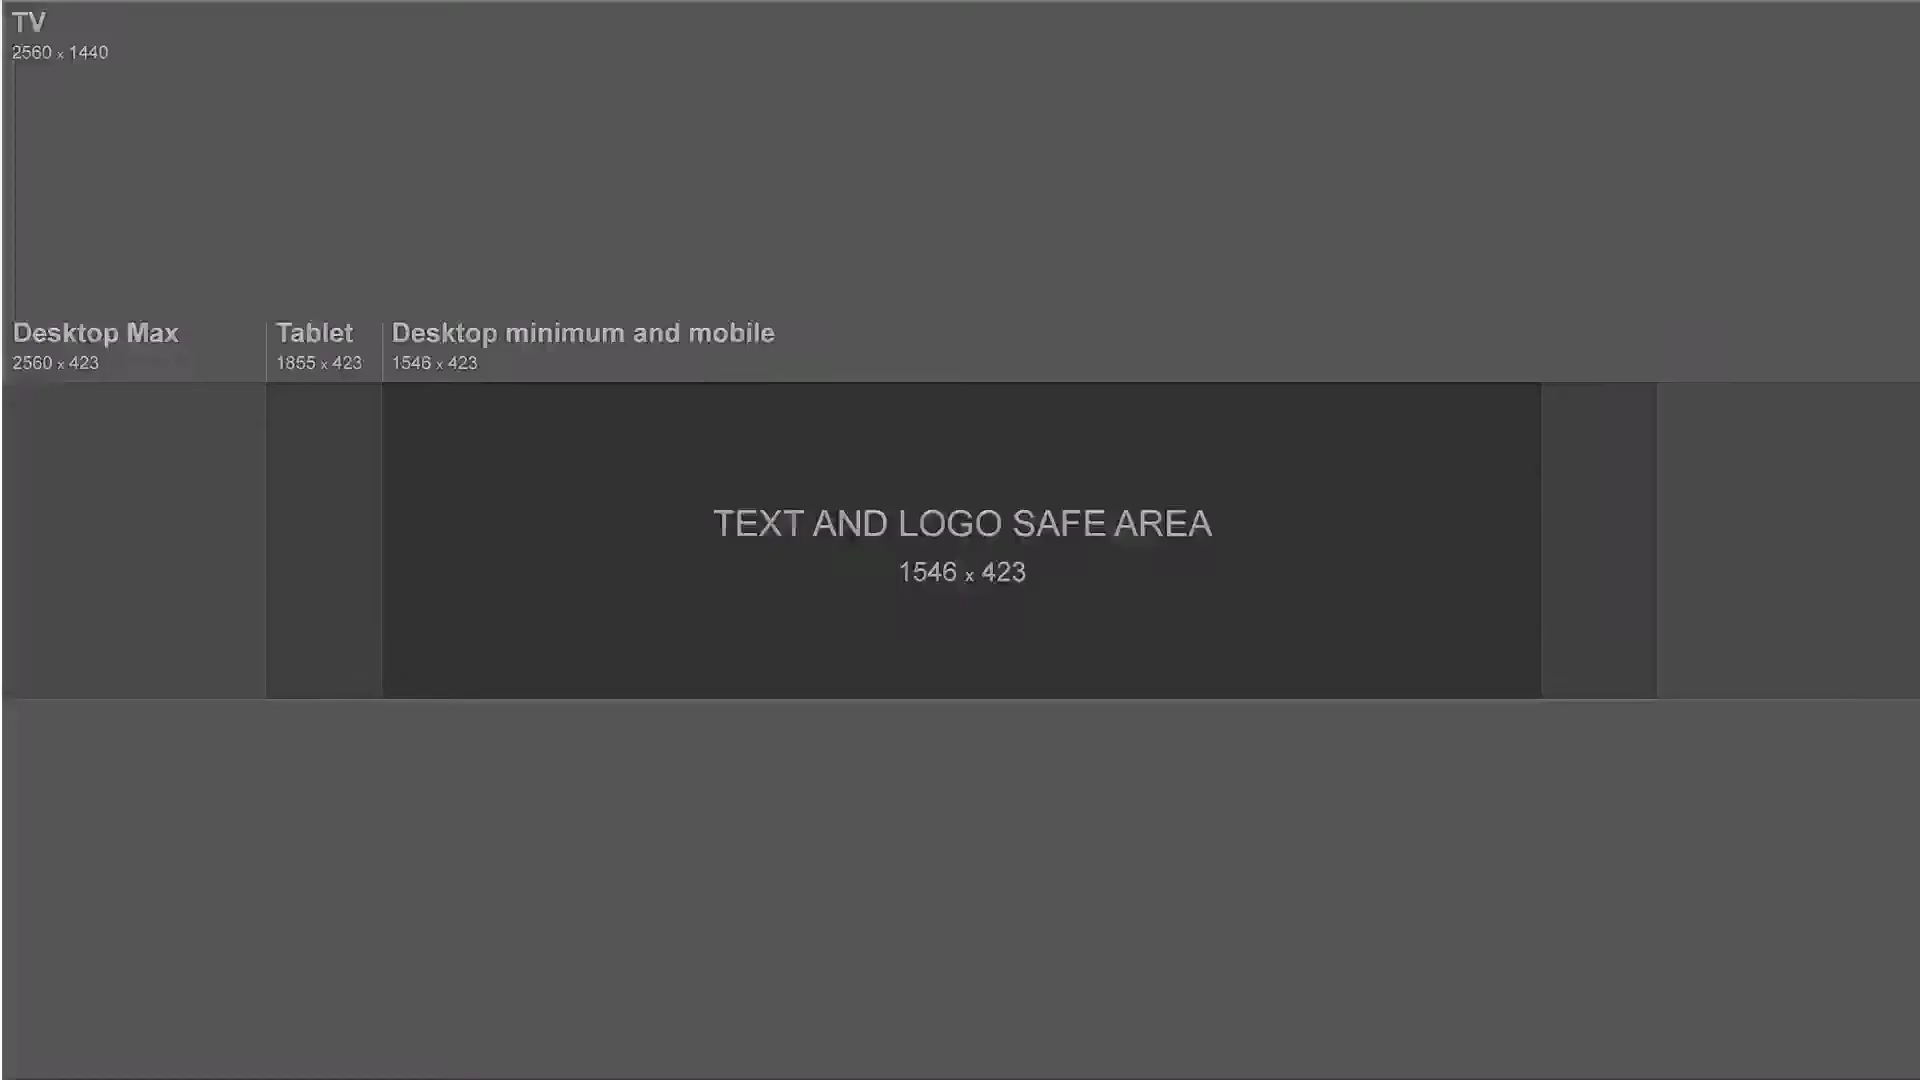 TV
2560 x 1440
Desktop Max
2560 x 423
Tablet
1855 x 423
Desktop minimum and mobile
1546 x 423
TEXT AND LOGO SAFE AREA
1546 x 423